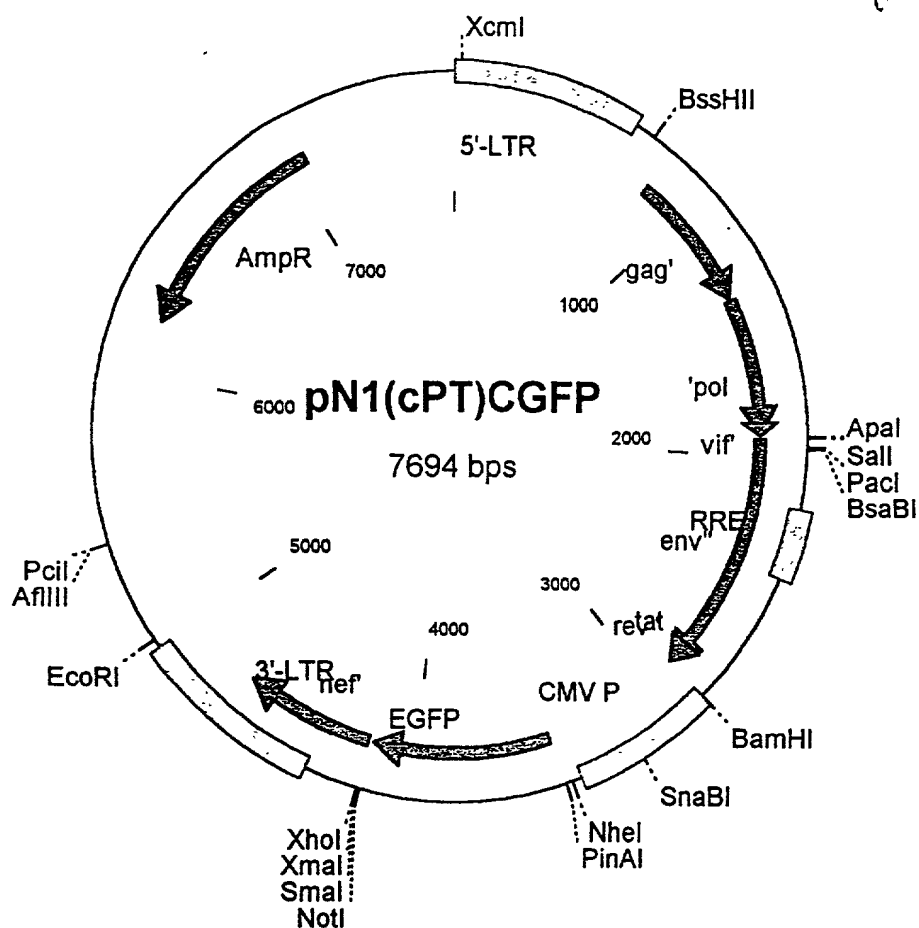 XcmI
BssHII
5'-LTR
AmpR
7000
gag'
1000
'pol
6000
pN1(cPT)CGFP
7694 bps
2000
vif'
ApaI
SalI
PacI
BsaBI
RRE
env"
5000
3000
PciI
AflIII
rev
tat
4000
EcoRI
3'-LTR
nef'
EGFP
CMV P
BamHI
SnaBI
NheI
PinAI
XhoI
XmaI
SmaI
NotI